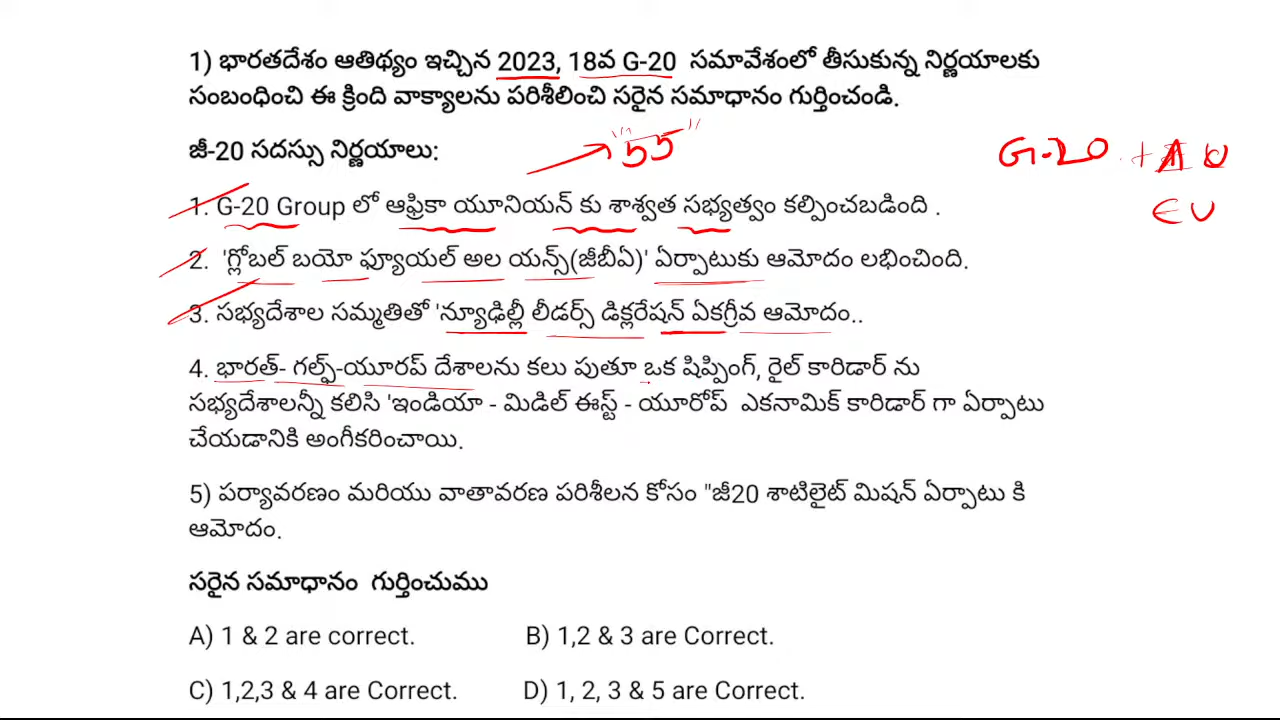 1) భారతదేశం ఆతిథ్యం ఇచ్చిన 2023, 18వ G-20 సమావేశంలో తీసుకున్న నిర్ణయాలకు
సంబంధించి ఈ క్రింది వాక్యాలను పరిశీలించి సరైన సమాధానం గుర్తించండి.
"55"
G-20 + AU
జీ-20 సదస్సు నిర్ణయాలు:
1. G-20 Group లో ఆఫ్రికా యూనియన్ కు శాశ్వత సభ్యత్వం కల్పించబడింది .
EU
2. 'గ్లోబల్ బయో ఫ్యూయల్ అల యన్స్(జీబీఏ)' ఏర్పాటుకు ఆమోదం లభించింది.
3. సభ్యదేశాల సమ్మతితో 'న్యూఢిల్లీ లీడర్స్ డిక్లరేషన్ ఏకగ్రీవ ఆమోదం..
4. భారత్- గల్ఫ్-యూరప్ దేశాలను కలు పుతూ ఒక షిప్పింగ్, రైల్ కారిడార్ ను
సభ్యదేశాలన్నీ కలిసి 'ఇండియా - మిడిల్ ఈస్ట్ - యూరోప్ ఎకనామిక్ కారిడార్ గా ఏర్పాటు
చేయడానికి అంగీకరించాయి.
5) పర్యావరణం మరియు వాతావరణ పరిశీలన కోసం "జీ20 శాటిలైట్ మిషన్ ఏర్పాటు కి
ఆమోదం.
సరైన సమాధానం గుర్తించుము
A) 1 & 2 are correct. B) 1,2 & 3 are Correct.
C) 1,2,3 & 4 are Correct. D) 1, 2, 3 & 5 are Correct.